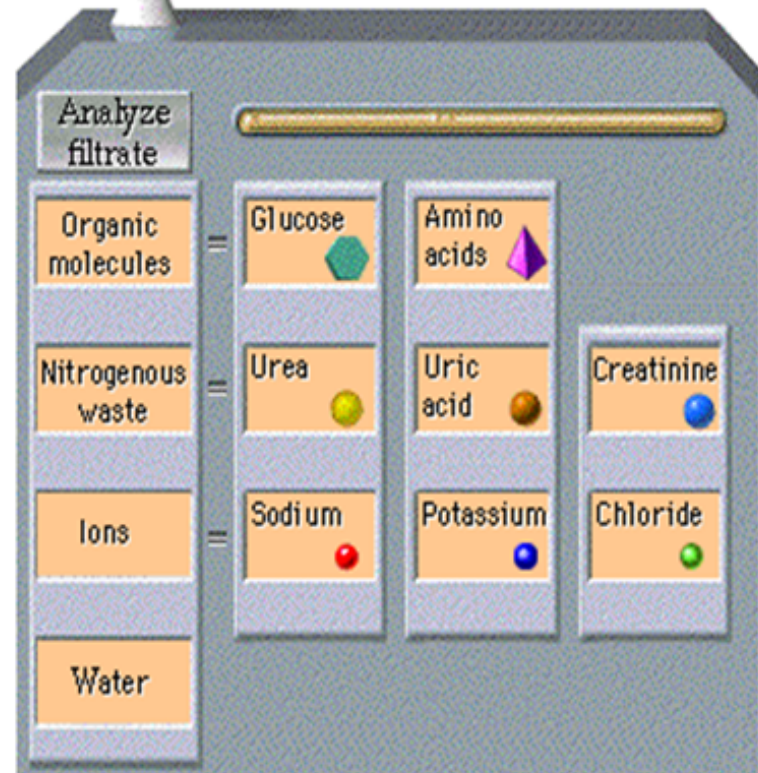 Analyze
filtrate
Organic
molecules
=
Glucose
Amino
acids
Nitrogenous
waste
=
Urea
Uric
acid
Creatinine
Ions
=
Sodium
Potassium
Chloride
Water